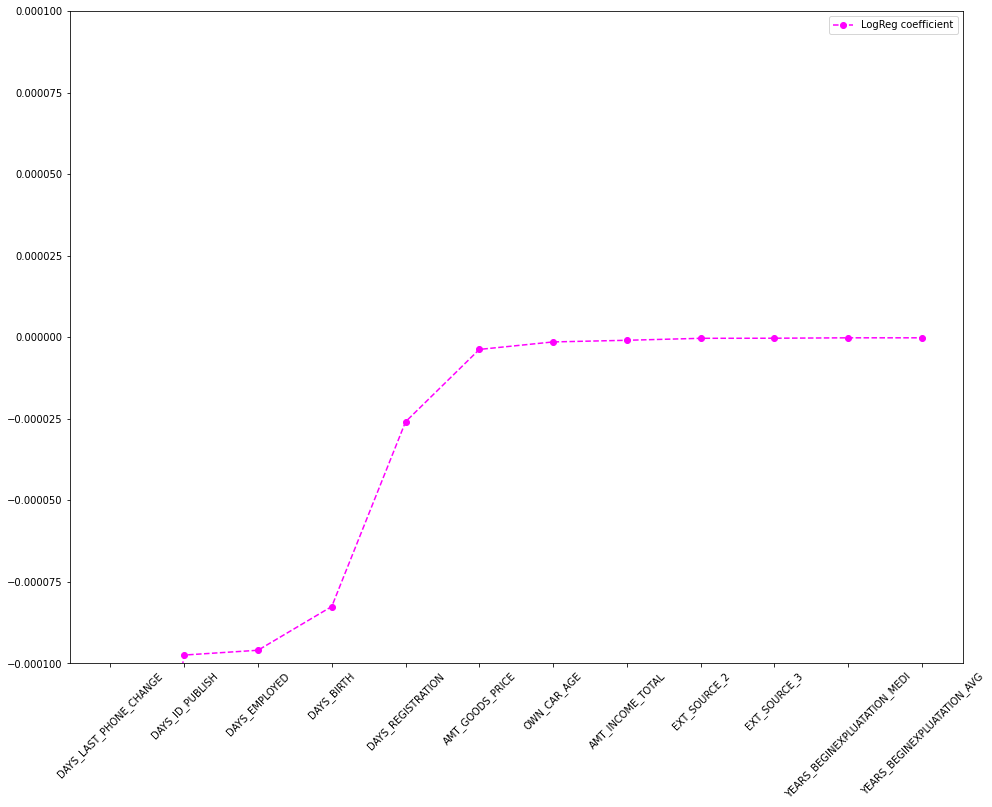 0.000100
LogReg coefficient
0.000075
0.000050
0.000025
0.000000
−0.000025
−0.000050
−0.000075
−0.000100
DAYS_LAST_PHONE_CHANGE
DAYS_ID_PUBLISH
DAYS_EMPLOYED
DAYS_BIRTH
DAYS_REGISTRATION
AMT_GOODS_PRICE
OWN_CAR_AGE
AMT_INCOME_TOTAL
EXT_SOURCE_2
EXT_SOURCE_3
YEARS_BEGINEXPLUATATION_MEDI
YEARS_BEGINEXPLUATATION_AVG